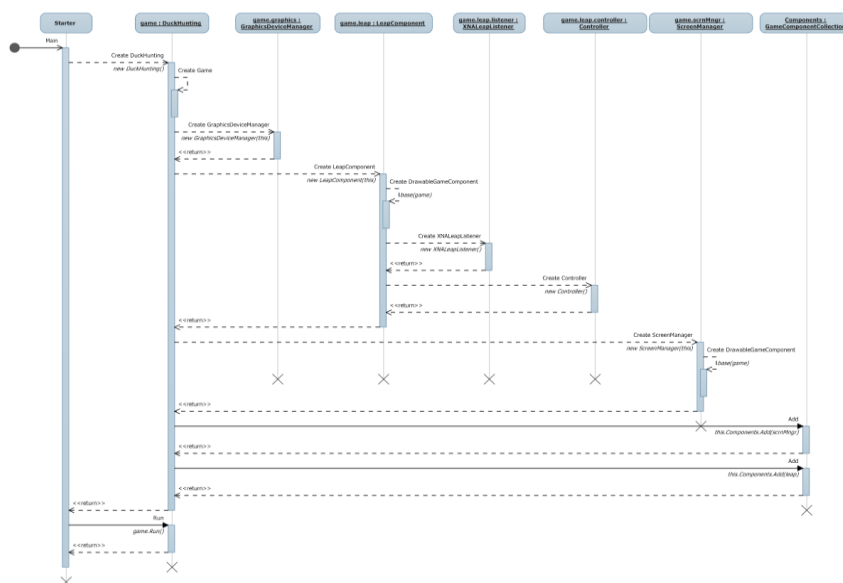 Starter
game : DuckHunting
game.graphics :
GraphicsDeviceManager
game.leap : LeapComponent
game.leap.listener :
XNALeapListener
game.leap.controller :
Controller
game.scrnMngr :
ScreenManager
Components :
GameComponentCollection
Main
Create DuckHunting
new DuckHunting()
Create Game
Create GraphicsDeviceManager
new GraphicsDeviceManager(this)
<<return>>
Create LeapComponent
new LeapComponent(this)
Create DrawableGameComponent
base(game)
Create XNALeapListener
new XNALeapListener()
<<return>>
Create Controller
new Controller()
<<return>>
<<return>>
Create ScreenManager
new ScreenManager(this)
Create DrawableGameComponent
base(game)
<<return>>
Add
this.Components.Add(scrnMngr)
<<return>>
Add
this.Components.Add(leap)
<<return>>
<<return>>
Run
game.Run()
<<return>>